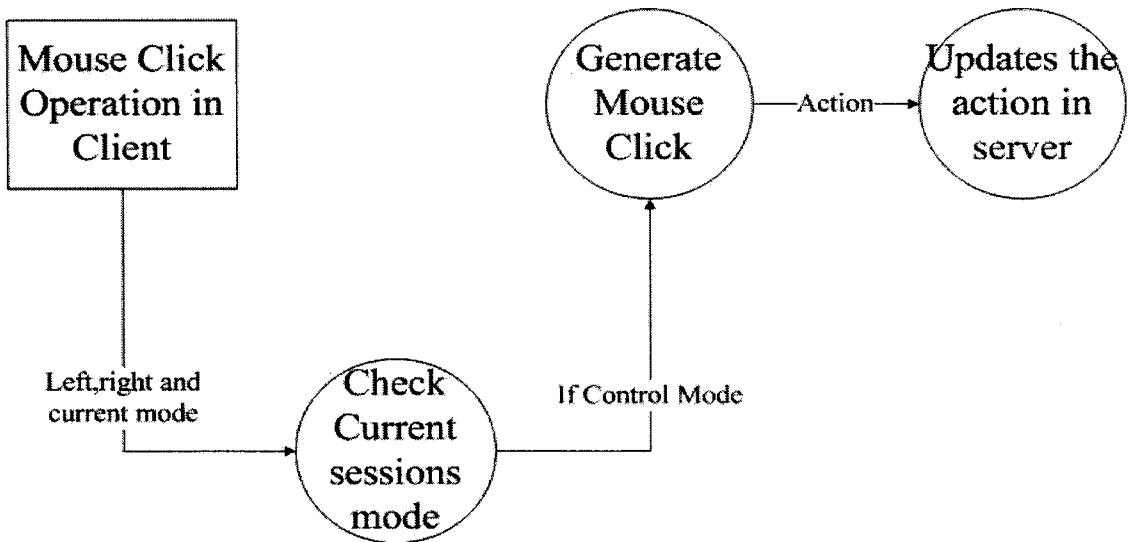 Mouse Click
Operation in
Client
Left,right and
current mode
Check
Current
sessions
mode
If Control Mode
Generate
Mouse
Click
Action
Updates the
action in
server